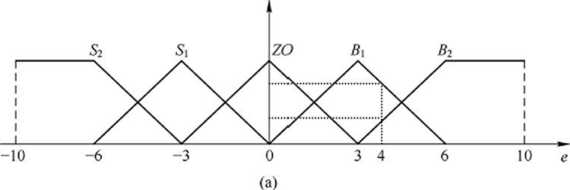 S₂ S₁ ZO B₁ B₂
−10 −6 −3 0 3 4 6 10 e
(a)